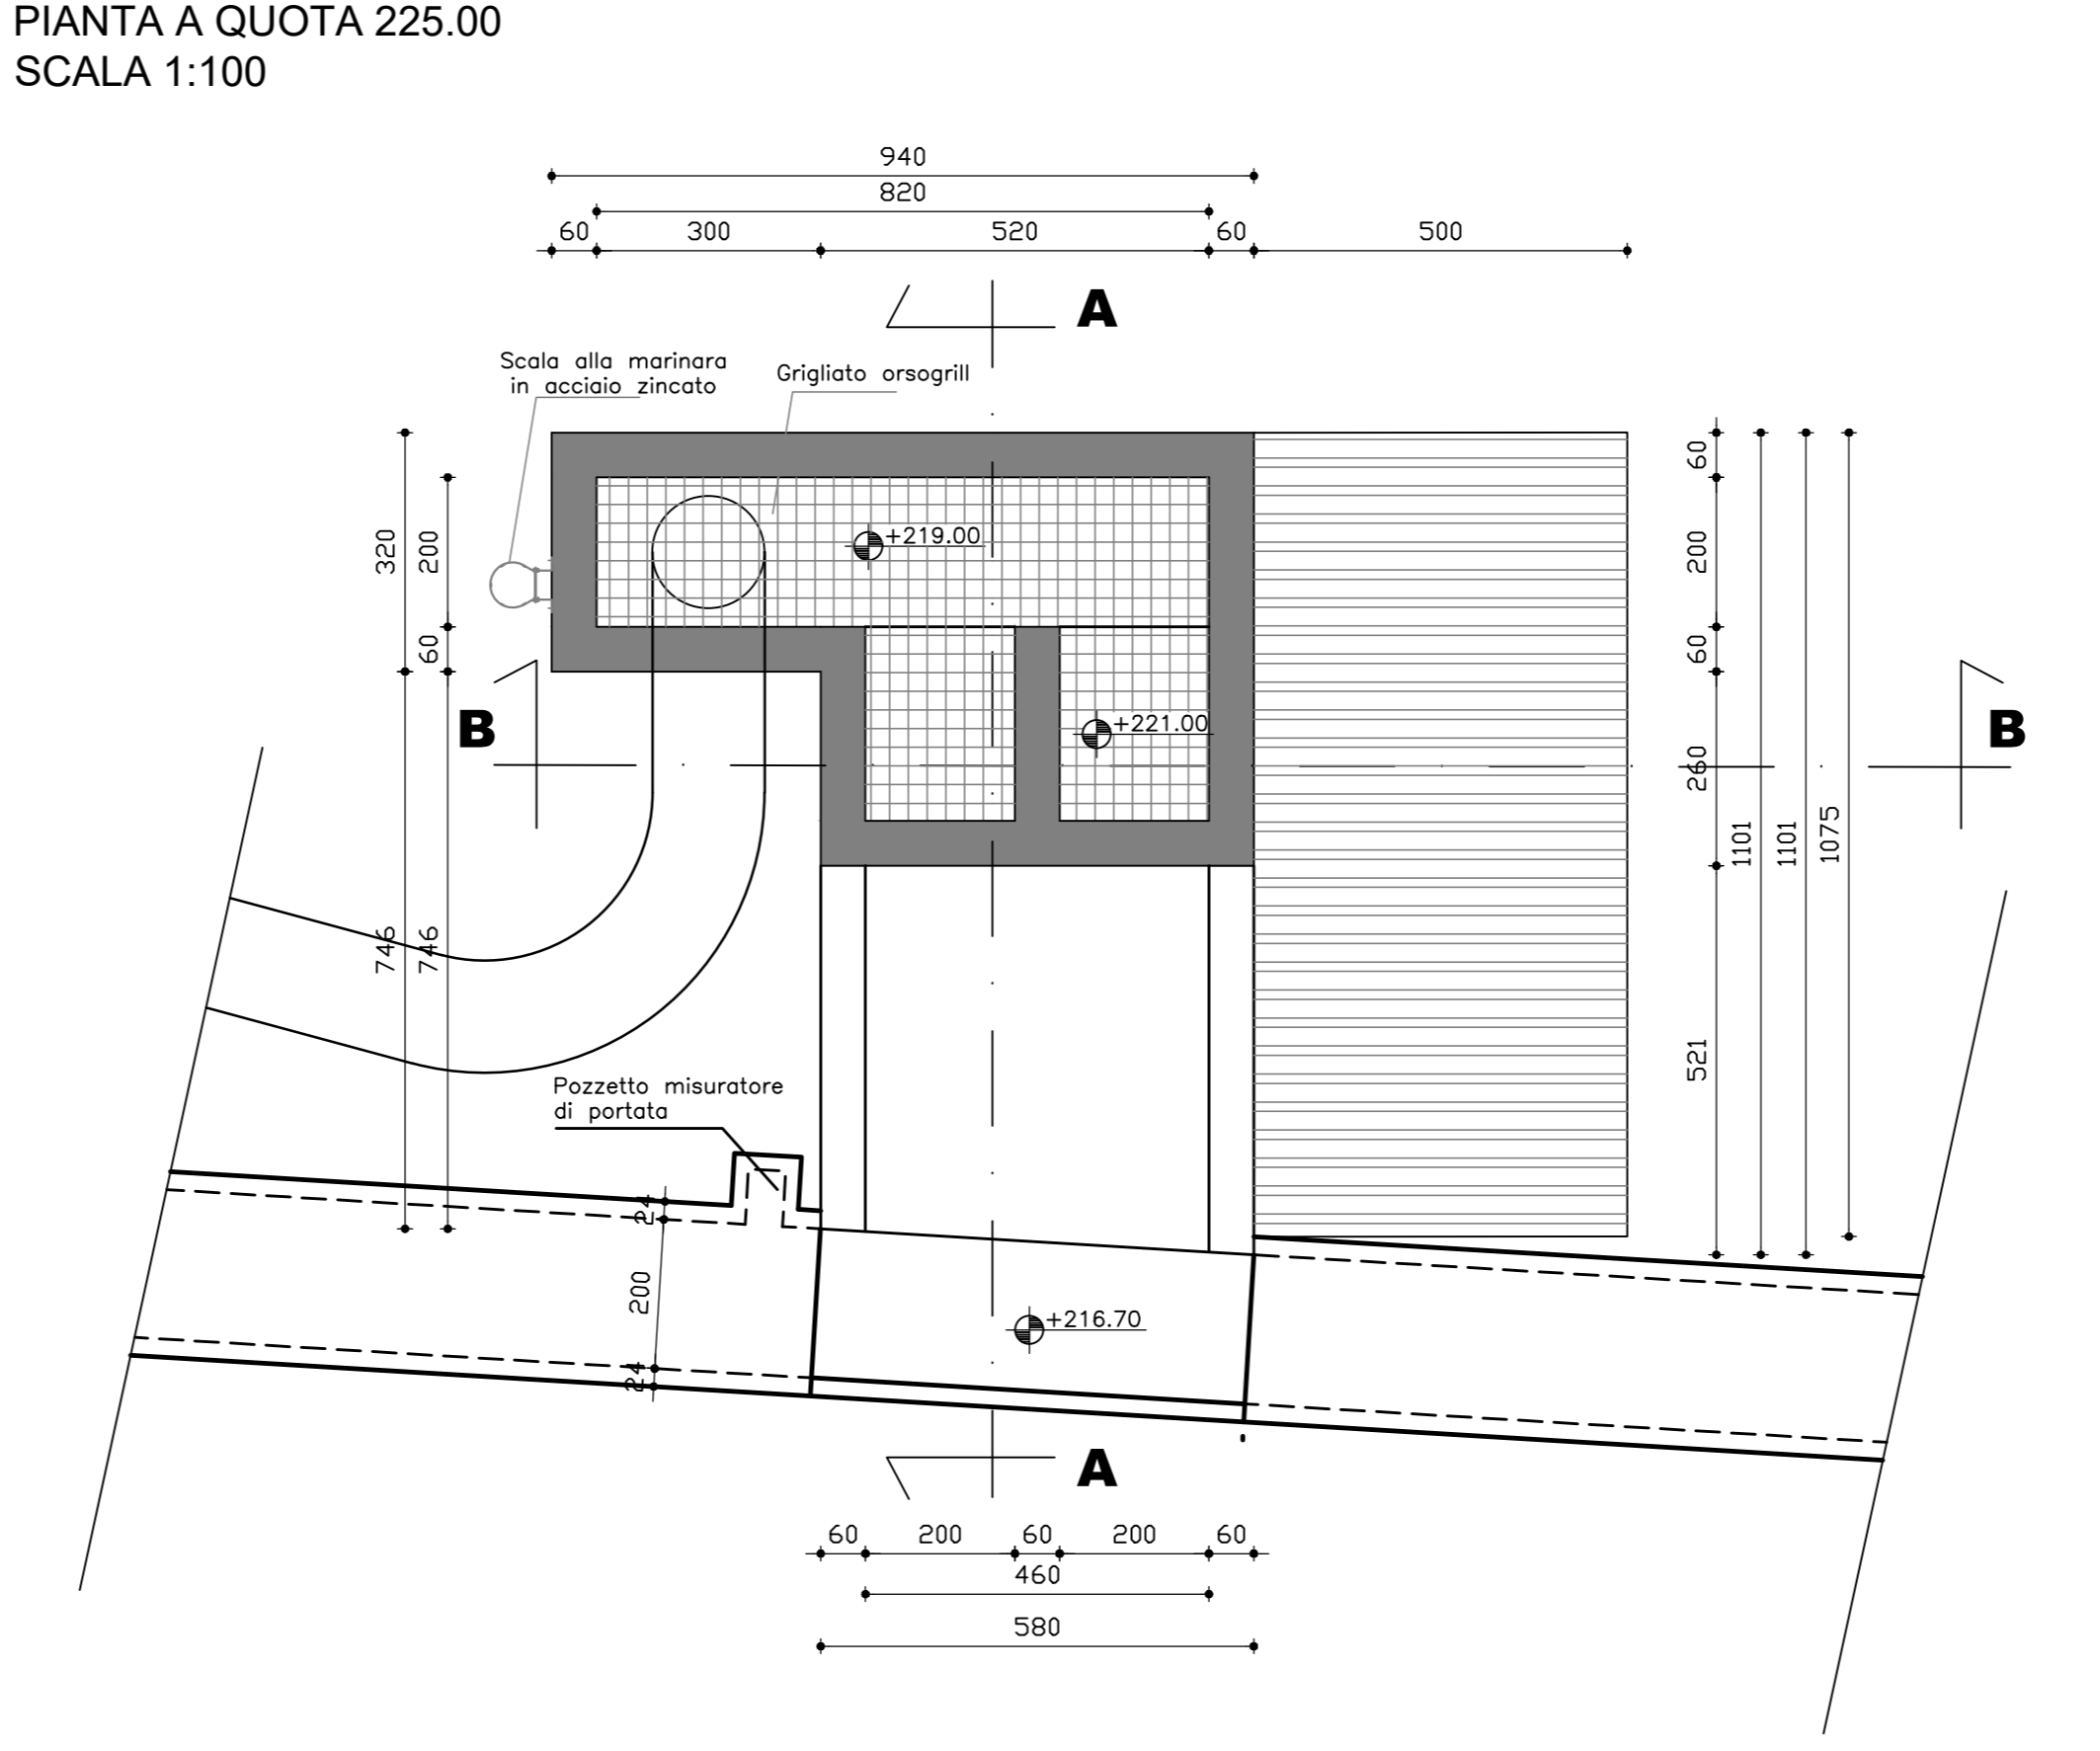 PIANTA A QUOTA 225.00
SCALA 1:100
940
820
60 300 520 60 500
A
Scala alla marinara
in acciaio zincato
Grigliato orsogrill
320
200
60
746
746
+219.00
+221.00
B
B
60
200
60
260
521
1101
1101
1075
Pozzetto misuratore
di portata
24
200
24
+216.70
A
60 200 60 200 60
460
580